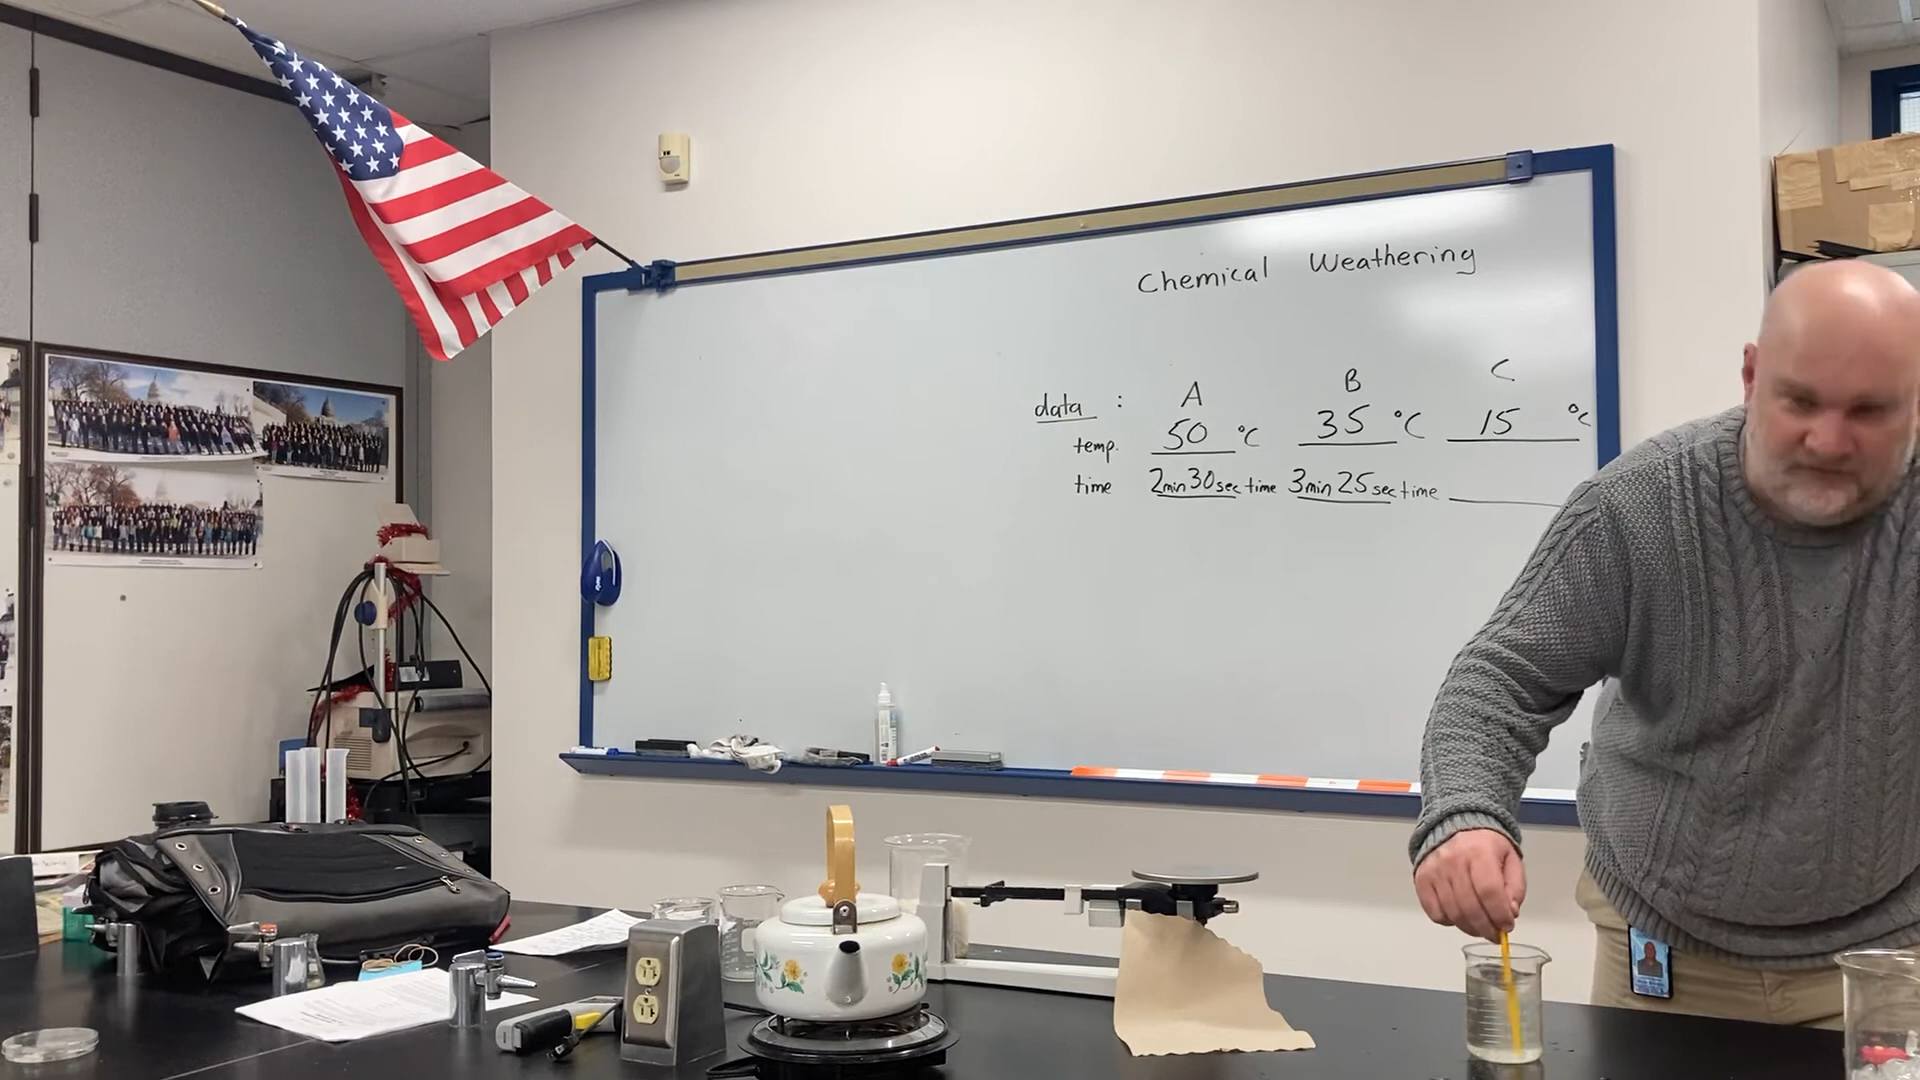 Chemical Weathering
A B C
data : 50 °C 35 °C 15 °C
temp.
time 2min 30sec time 3min 25sec time